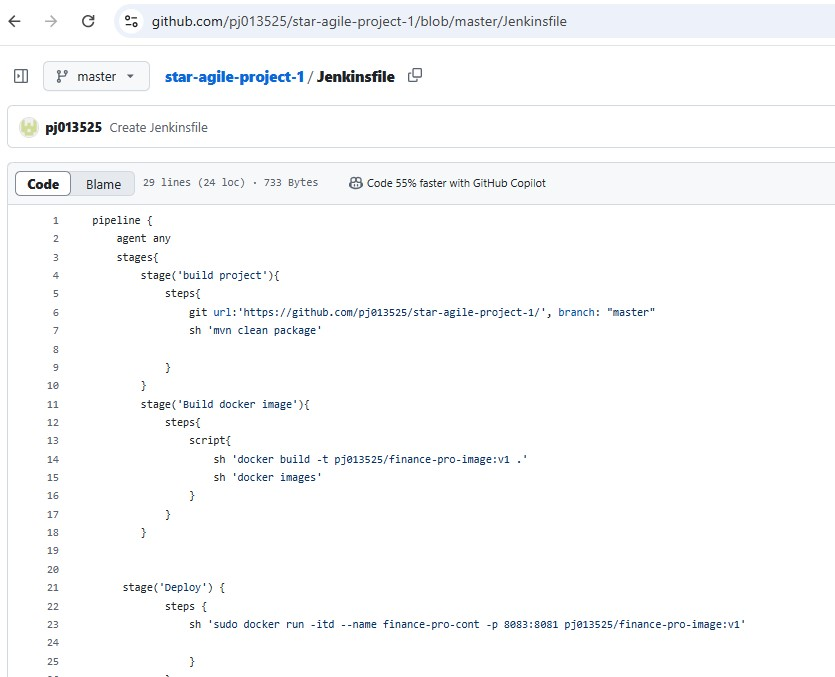 github.com/pj013525/star-agile-project-1/blob/master/Jenkinsfile
master star-agile-project-1 / Jenkinsfile
pj013525 Create Jenkinsfile
Code Blame 29 lines (24 loc) · 733 Bytes Code 55% faster with GitHub Copilot
1 pipeline {
2 agent any
3 stages{
4 stage('build project'){
5 steps{
6 git url:'https://github.com/pj013525/star-agile-project-1/', branch: "master"
7 sh 'mvn clean package'
8
9 }
10 }
11 stage('Build docker image'){
12 steps{
13 script{
14 sh 'docker build -t pj013525/finance-pro-image:v1 .'
15 sh 'docker images'
16 }
17 }
18 }
19
20
21 stage('Deploy') {
22 steps {
23 sh 'sudo docker run -itd --name finance-pro-cont -p 8083:8081 pj013525/finance-pro-image:v1'
24
25 }